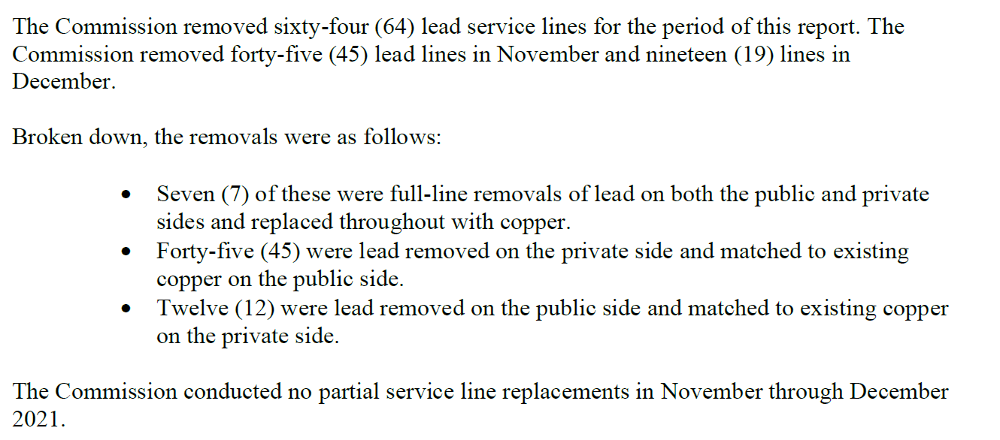 The Commission removed sixty-four (64) lead service lines for the period of this report. The
Commission removed forty-five (45) lead lines in November and nineteen (19) lines in
December.
Broken down, the removals were as follows:
• Seven (7) of these were full-line removals of lead on both the public and private
sides and replaced throughout with copper.
• Forty-five (45) were lead removed on the private side and matched to existing
copper on the public side.
• Twelve (12) were lead removed on the public side and matched to existing copper
on the private side.
The Commission conducted no partial service line replacements in November through December
2021.